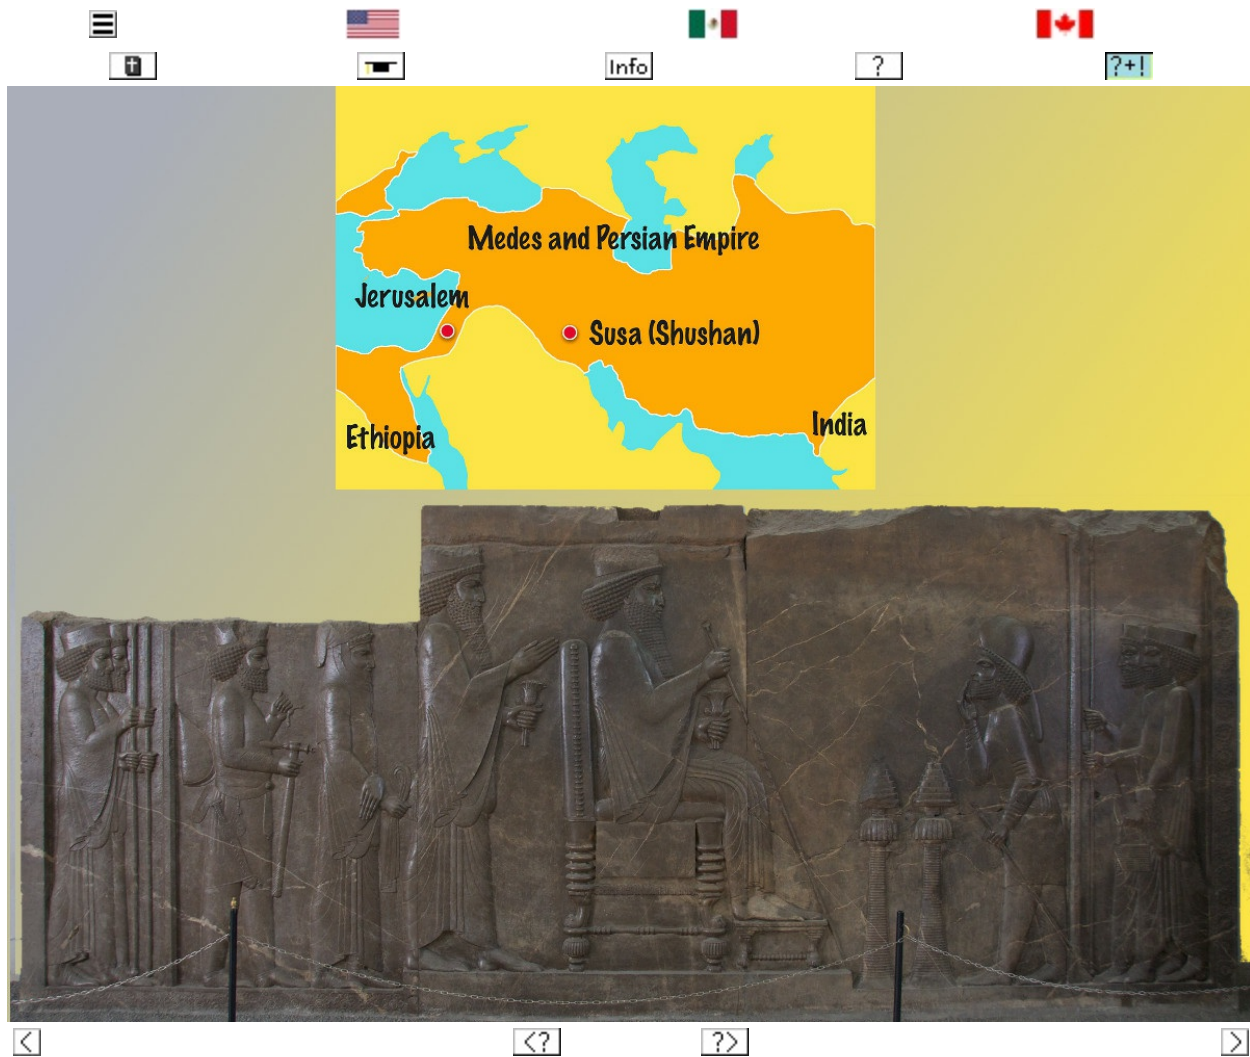 Info
?
?+!
Medes and Persian Empire
Jerusalem
Susa (Shushan)
India
Ethiopia
<
<?
?>
>